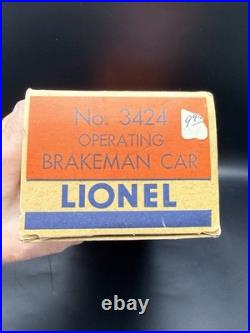 No. 3424
OPERATING
BRAKEMAN CAR
LIONEL